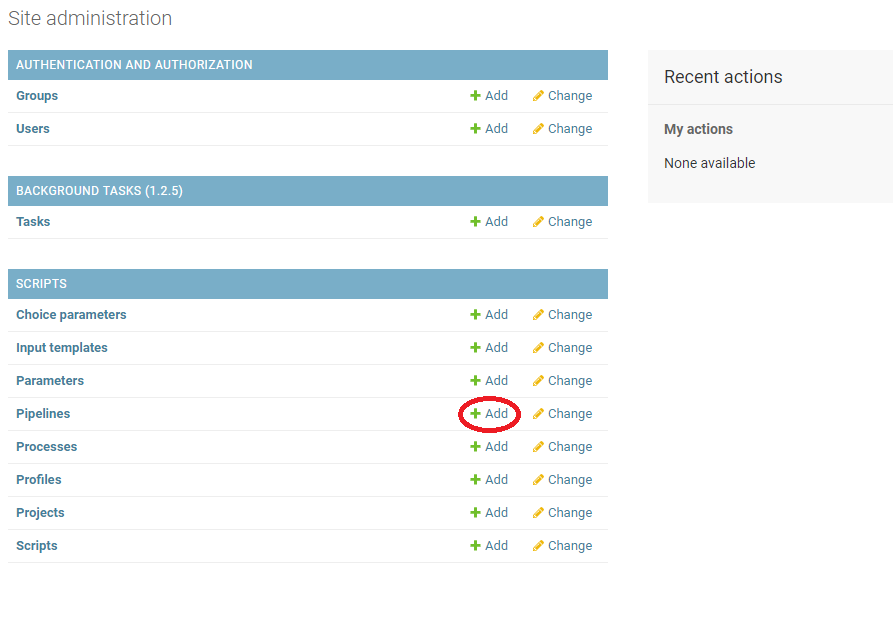 Site administration
AUTHENTICATION AND AUTHORIZATION
Groups Add Change
Users Add Change
BACKGROUND TASKS (1.2.5)
Tasks Add Change
SCRIPTS
Choice parameters Add Change
Input templates Add Change
Parameters Add Change
Pipelines Add Change
Processes Add Change
Profiles Add Change
Projects Add Change
Scripts Add Change
Recent actions
My actions
None available